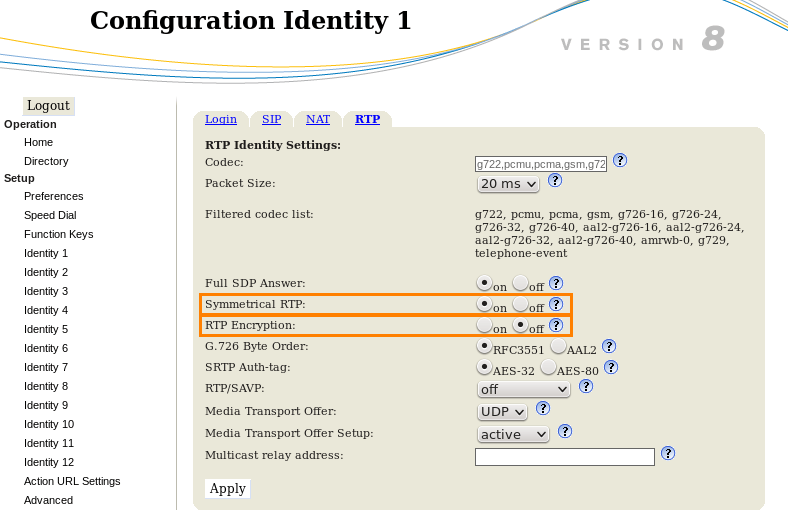 Configuration Identity 1
VERSION 8
Logout
Operation
Home
Directory
Setup
Preferences
Speed Dial
Function Keys
Identity 1
Identity 2
Identity 3
Identity 4
Identity 5
Identity 6
Identity 7
Identity 8
Identity 9
Identity 10
Identity 11
Identity 12
Action URL Settings
Advanced
Login SIP NAT RTP
RTP Identity Settings:
Codec: g722,pcmu,pcma,gsm,g72 ?
Packet Size: 20 ms ?
Filtered codec list: g722, pcmu, pcma, gsm, g726-16, g726-24,
g726-32, g726-40, aal2-g726-16, aal2-g726-24,
aal2-g726-32, aal2-g726-40, amrwb-0, g729,
telephone-event
Full SDP Answer: on off ?
Symmetrical RTP: on off ?
RTP Encryption: on off ?
G.726 Byte Order: RFC3551 AAL2 ?
SRTP Auth-tag: AES-32 AES-80 ?
RTP/SAVP: off ?
Media Transport Offer: UDP ?
Media Transport Offer Setup: active ?
Multicast relay address: ?
Apply